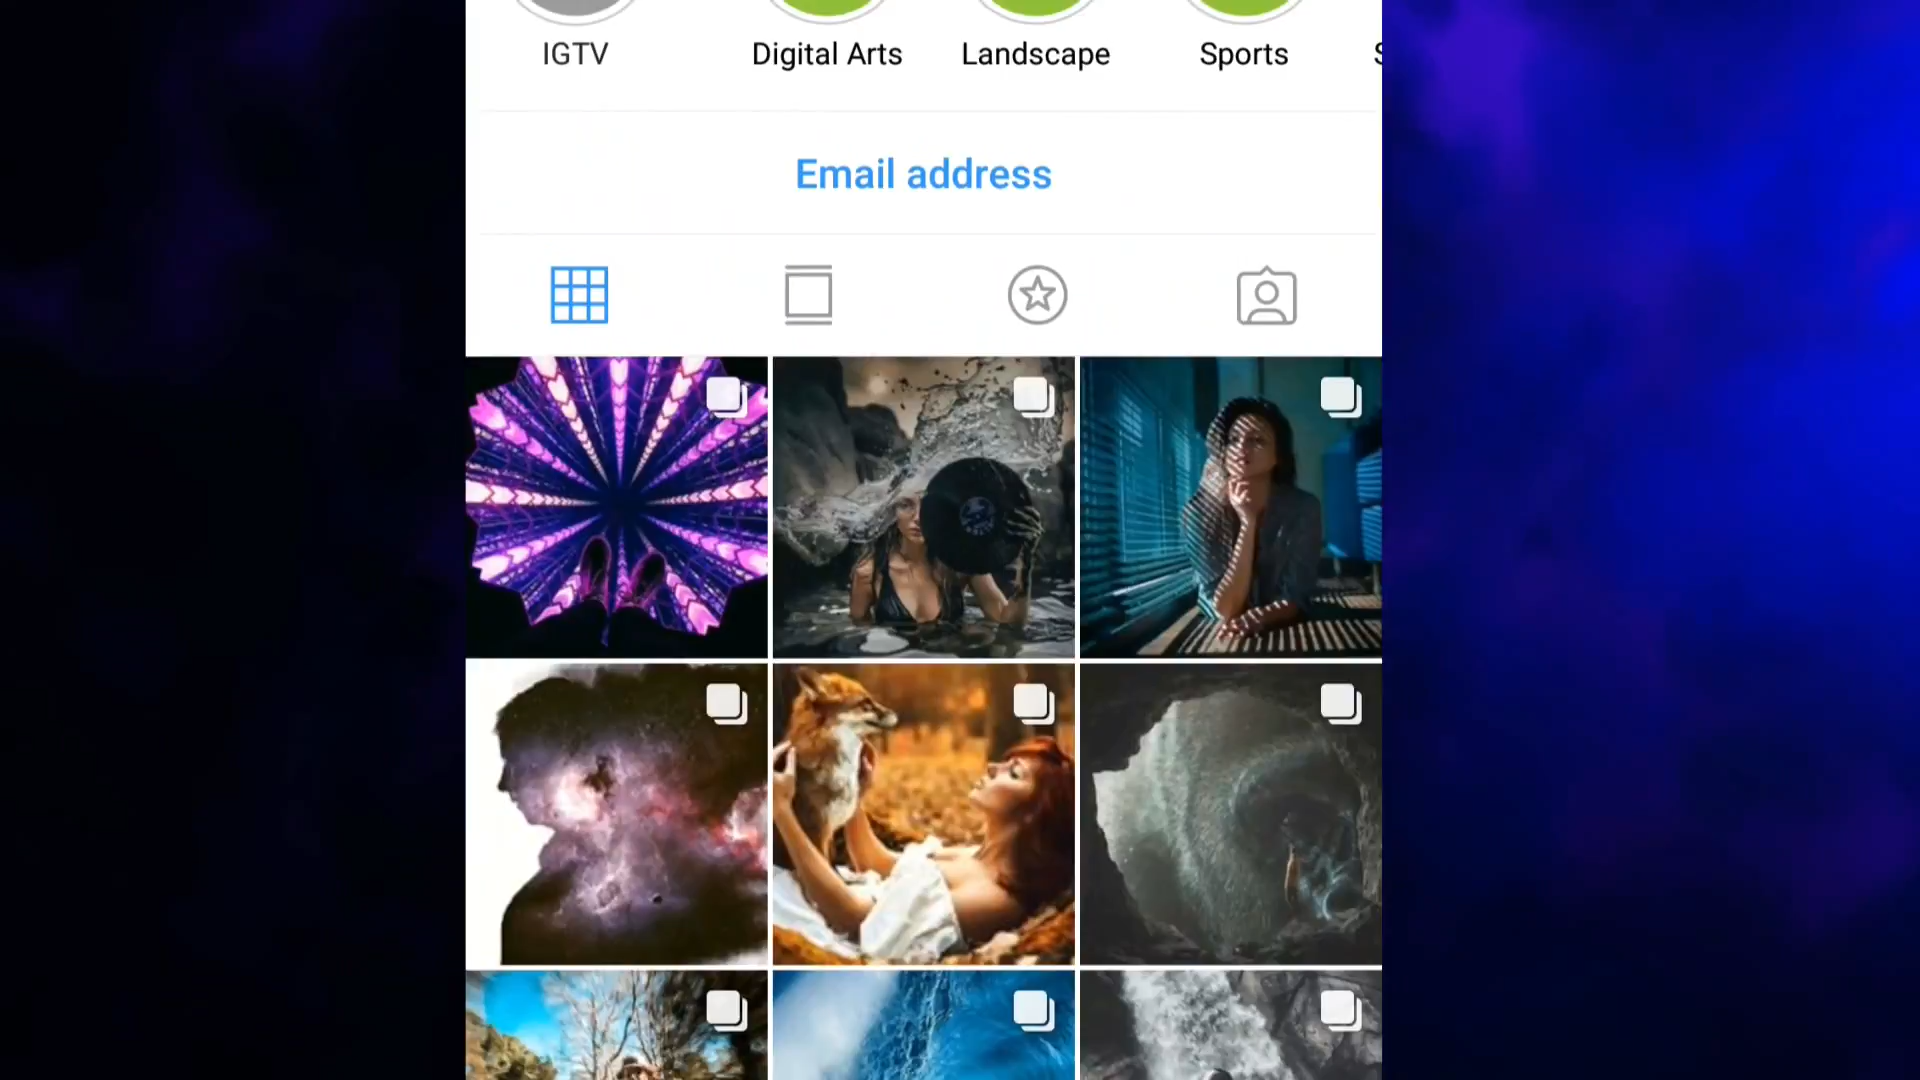 IGTV
Digital Arts
Landscape
Sports
Email address